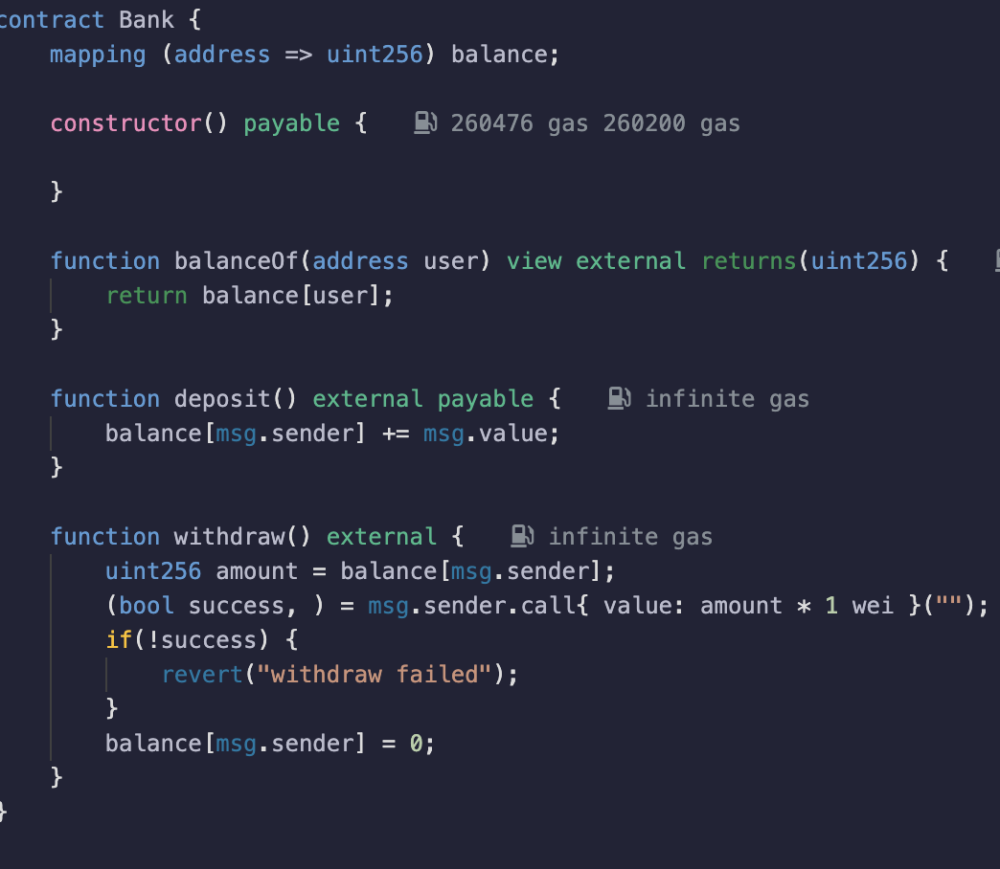 contract Bank {
mapping (address => uint256) balance;
constructor() payable { 260476 gas 260200 gas
}
function balanceOf(address user) view external returns(uint256) {
return balance[user];
}
function deposit() external payable { infinite gas
balance[msg.sender] += msg.value;
}
function withdraw() external { infinite gas
uint256 amount = balance[msg.sender];
(bool success, ) = msg.sender.call{ value: amount * 1 wei }("");
if(!success) {
revert("withdraw failed");
}
balance[msg.sender] = 0;
}
}